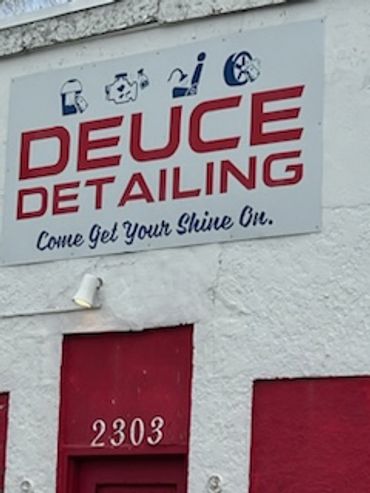 DEUCE
DETAILING
Come Get Your Shine On.
2303